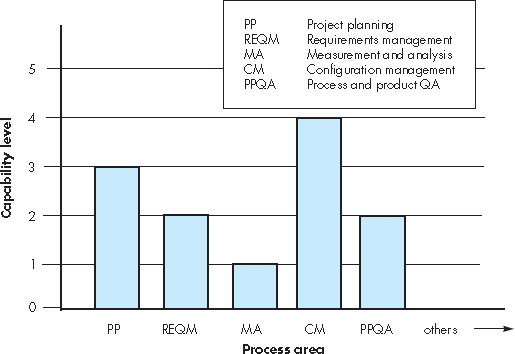 PP Project planning
REQM Requirements management
MA Measurement and analysis
CM Configuration management
PPQA Process and product QA
5
4
3
2
1
0
Capability level
PP REQM MA CM PPQA others
Process area